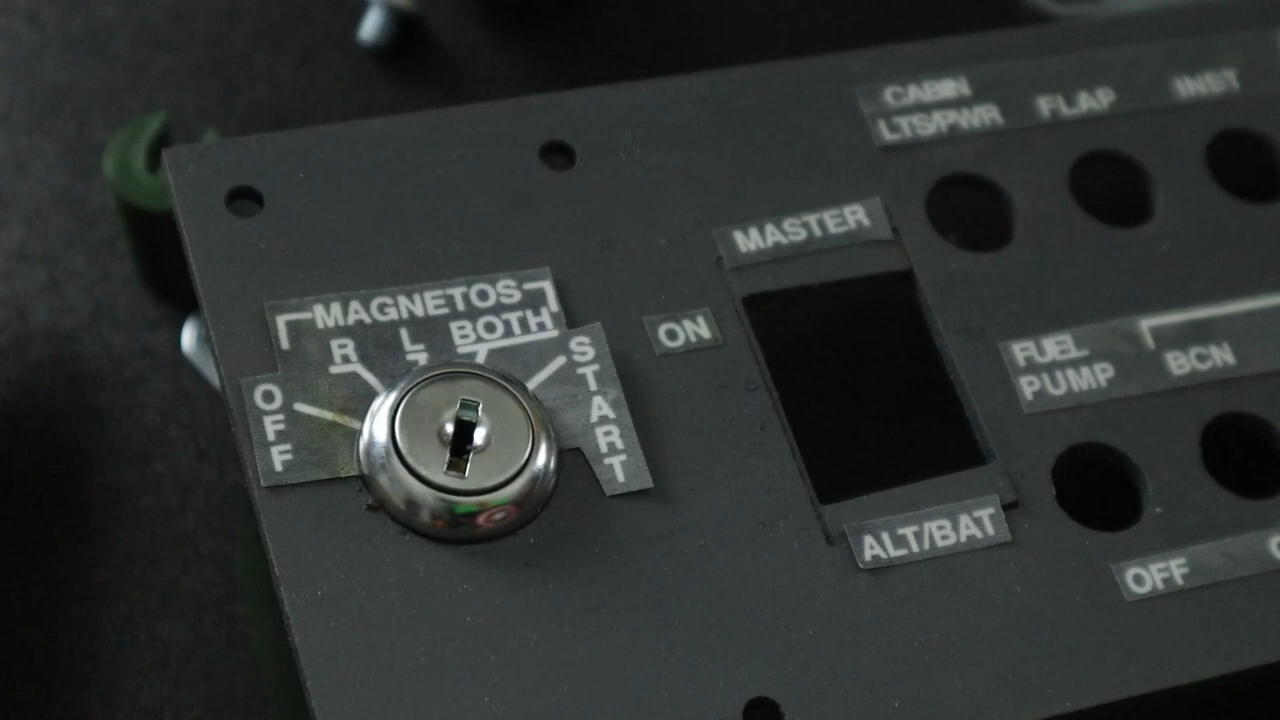 CABIN
LTS/PWR
FLAP
INST
MASTER
MAGNETOS
R
L
BOTH
START
OFF
ON
FUEL
PUMP
BCN
ALT/BAT
OFF